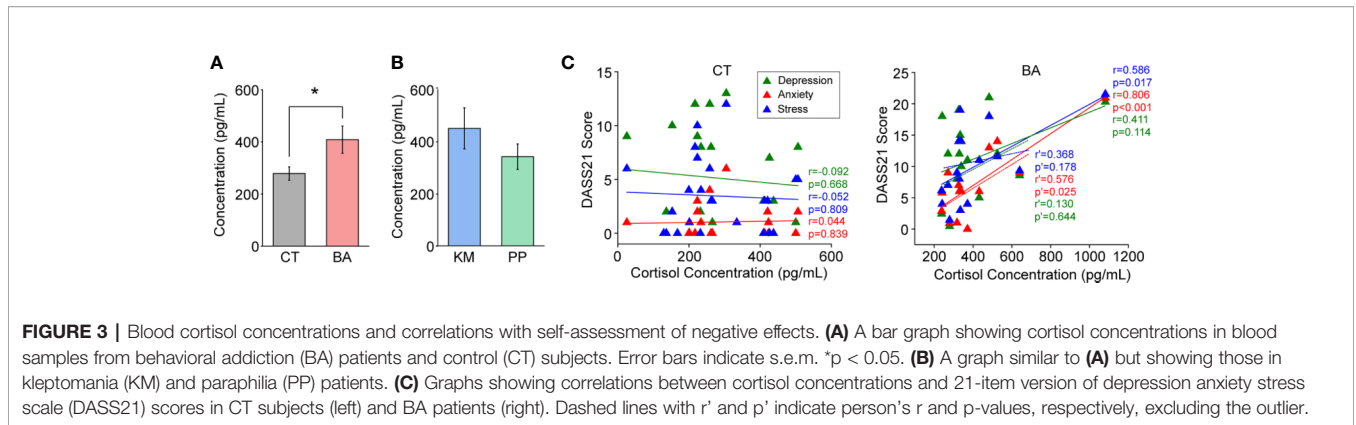 A
B
C
600
400
200
0
Concentration (pg/mL)
*
CT
BA
600
400
200
0
Concentration (pg/mL)
KM
PP
CT
15
10
5
0
DASS21 Score
Depression
Anxiety
Stress
r=-0.092
p=0.668
r=-0.052
p=0.809
r=0.044
p=0.839
0
200
400
600
Cortisol Concentration (pg/mL)
BA
25
20
15
10
5
0
DASS21 Score
r=0.586
p=0.017
r=0.806
p<0.001
r=0.411
p=0.114
r'=0.368
p'=0.178
r'=0.576
p'=0.025
r'=0.130
p'=0.644
200
400
600
800
1000
1200
Cortisol Concentration (pg/mL)
FIGURE 3 | Blood cortisol concentrations and correlations with self-assessment of negative effects. (A) A bar graph showing cortisol concentrations in blood
samples from behavioral addiction (BA) patients and control (CT) subjects. Error bars indicate s.e.m. *p < 0.05. (B) A graph similar to (A) but showing those in
kleptomania (KM) and paraphilia (PP) patients. (C) Graphs showing correlations between cortisol concentrations and 21-item version of depression anxiety stress
scale (DASS21) scores in CT subjects (left) and BA patients (right). Dashed lines with r' and p' indicate person's r and p-values, respectively, excluding the outlier.